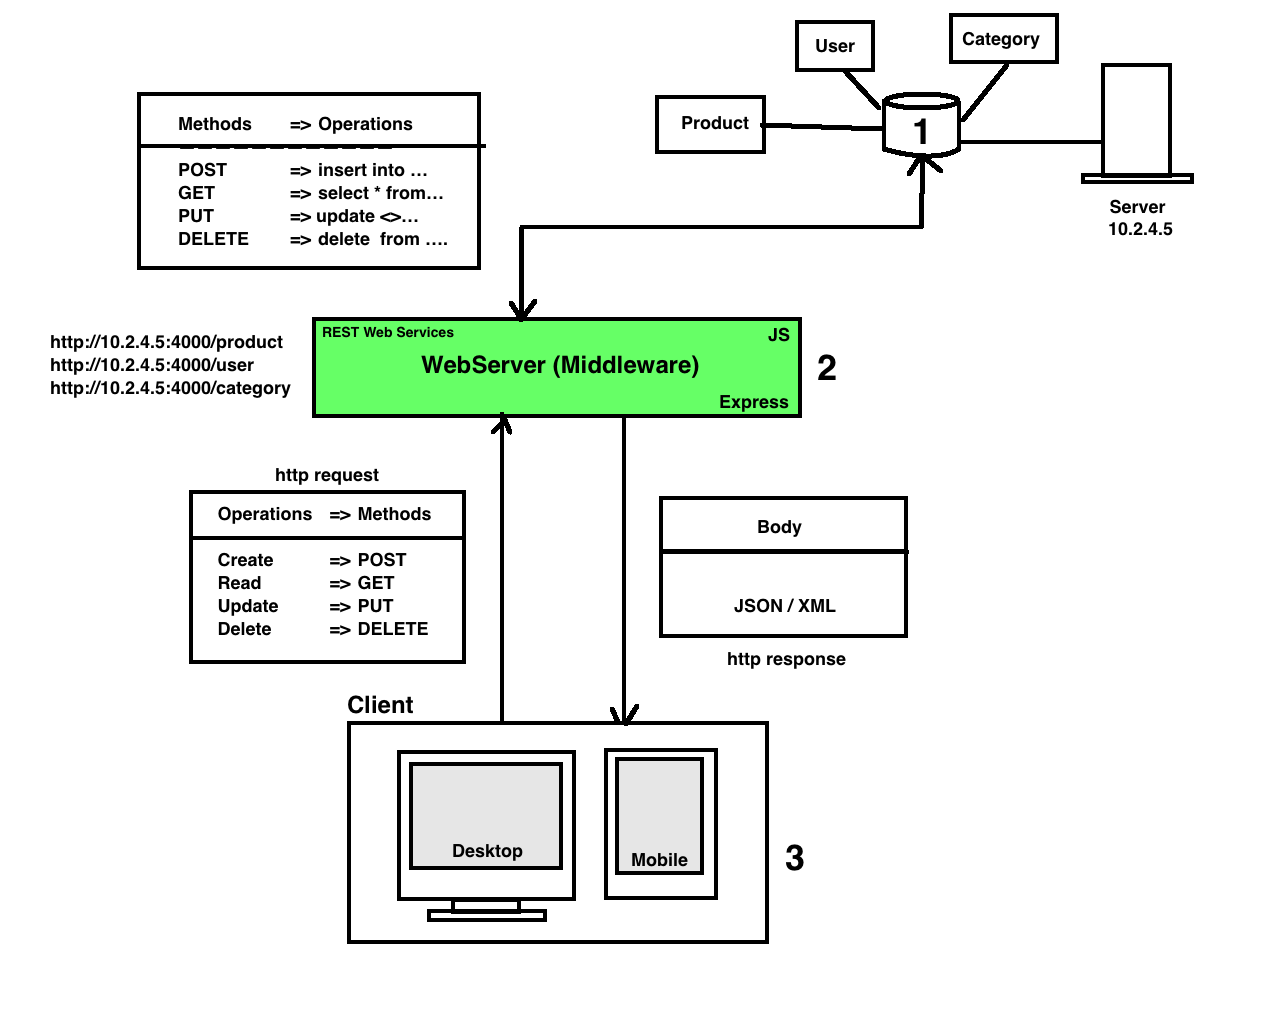 User
Category
Product
1
Server
10.2.4.5
Methods => Operations
POST => insert into ...
GET => select * from...
PUT => update <>...
DELETE => delete from ....
http://10.2.4.5:4000/product
http://10.2.4.5:4000/user
http://10.2.4.5:4000/category
REST Web Services
JS
WebServer (Middleware)
Express
2
http request
Operations => Methods
Create => POST
Read => GET
Update => PUT
Delete => DELETE
Body
JSON / XML
http response
Client
Desktop
Mobile
3